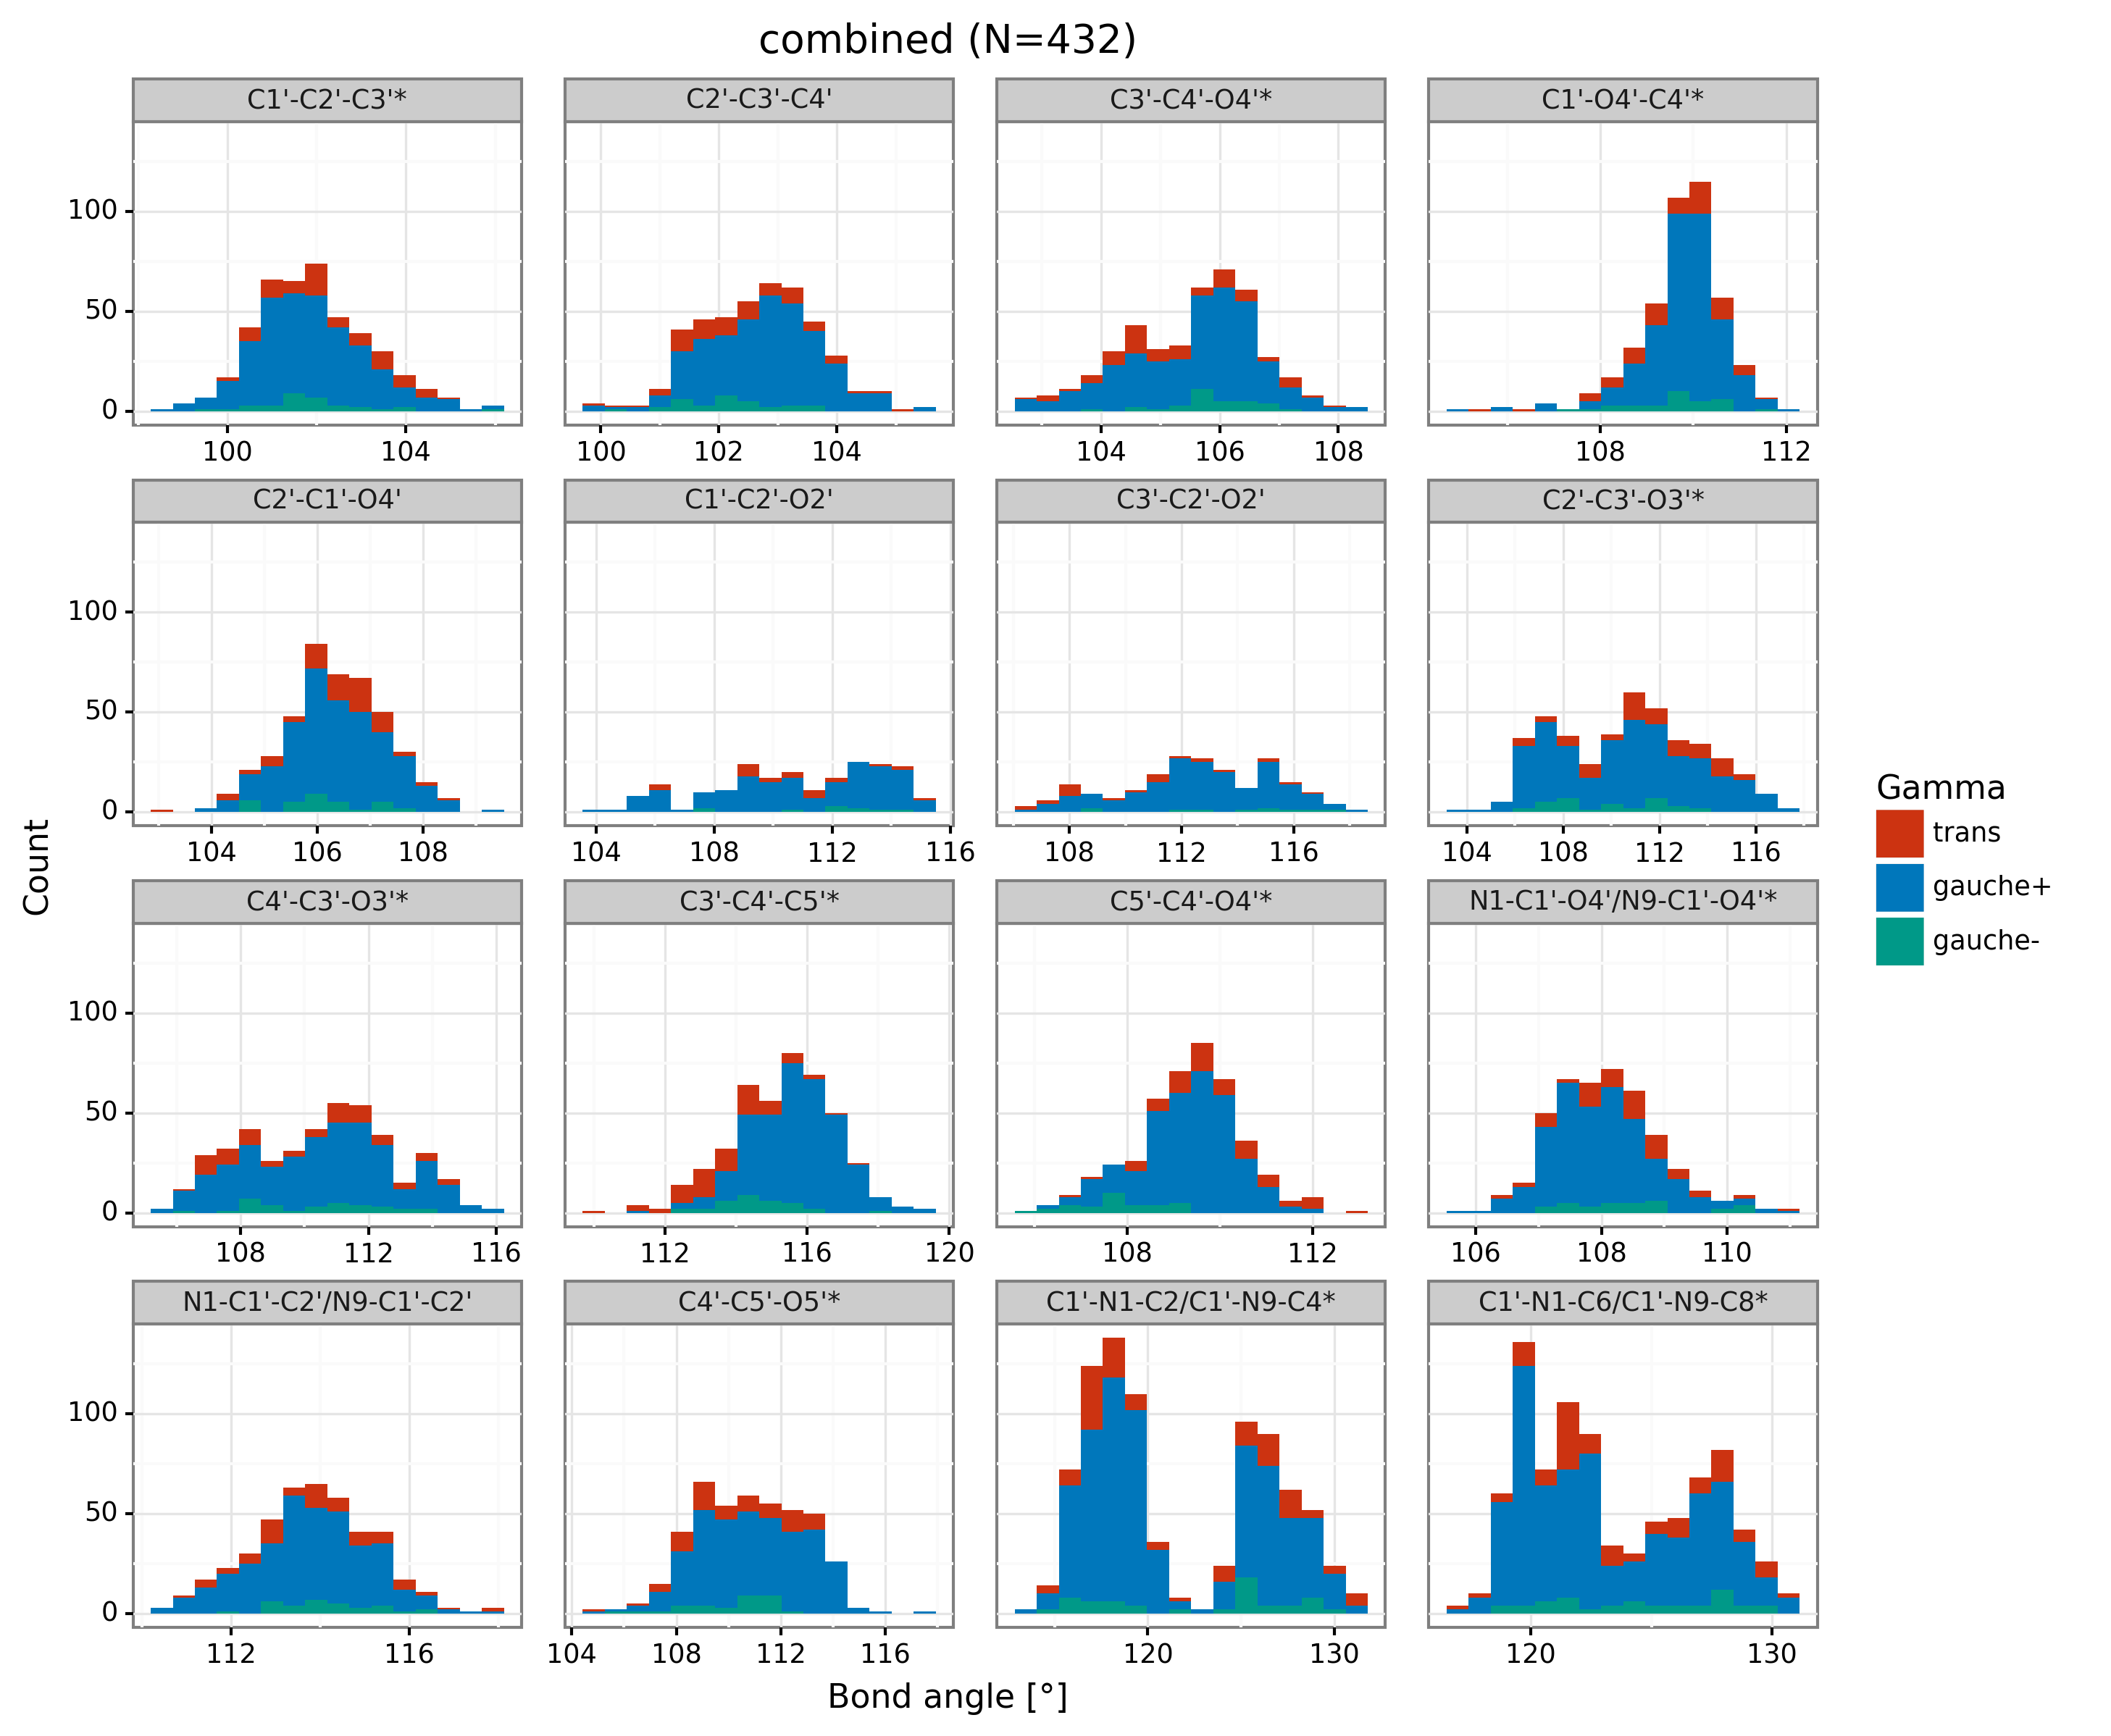 combined (N=432)
C1'-C2'-C3'* C2'-C3'-C4' C3'-C4'-O4'* C1'-O4'-C4'*
100
50
0
100 104 100 102 104 104 106 108 108 112
C2'-C1'-O4' C1'-C2'-O2' C3'-C2'-O2' C2'-C3'-O3'*
100
50
0
104 106 108 104 108 112 116 108 112 116 104 108 112 116
Gamma
trans
gauche+
gauche-
Count
C4'-C3'-O3'* C3'-C4'-C5'* C5'-C4'-O4'* N1-C1'-O4'/N9-C1'-O4'*
100
50
0
108 112 116 112 116 120 108 112 106 108 110
N1-C1'-C2'/N9-C1'-C2' C4'-C5'-O5'* C1'-N1-C2/C1'-N9-C4* C1'-N1-C6/C1'-N9-C8*
100
50
0
112 116 104 108 112 116 120 130 120 130
Bond angle [°]